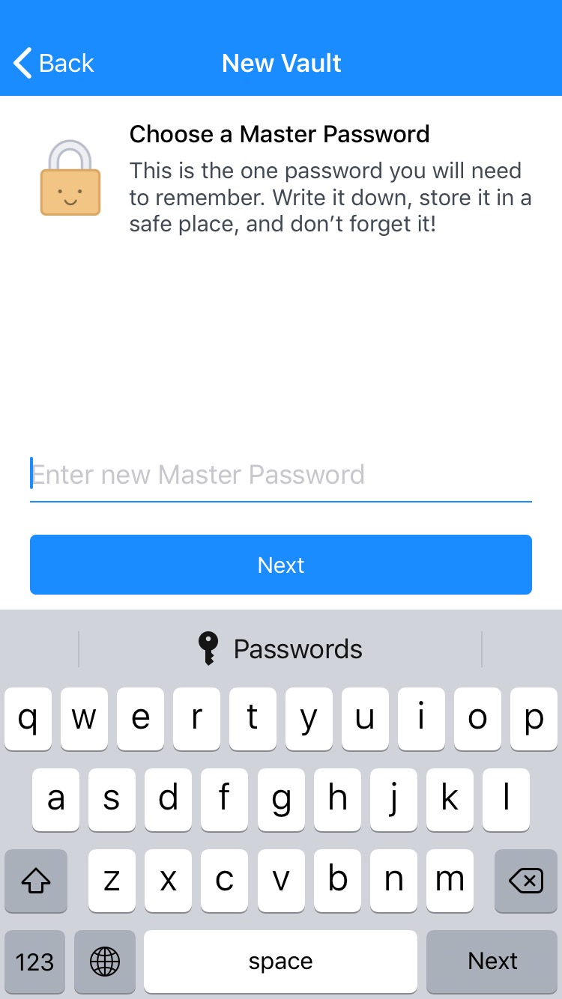 Back
New Vault
Choose a Master Password
This is the one password you will need
to remember. Write it down, store it in a
safe place, and don’t forget it!
Enter new Master Password
Next
Passwords
q w e r t y u i o p
a s d f g h j k l
z x c v b n m
123 space Next